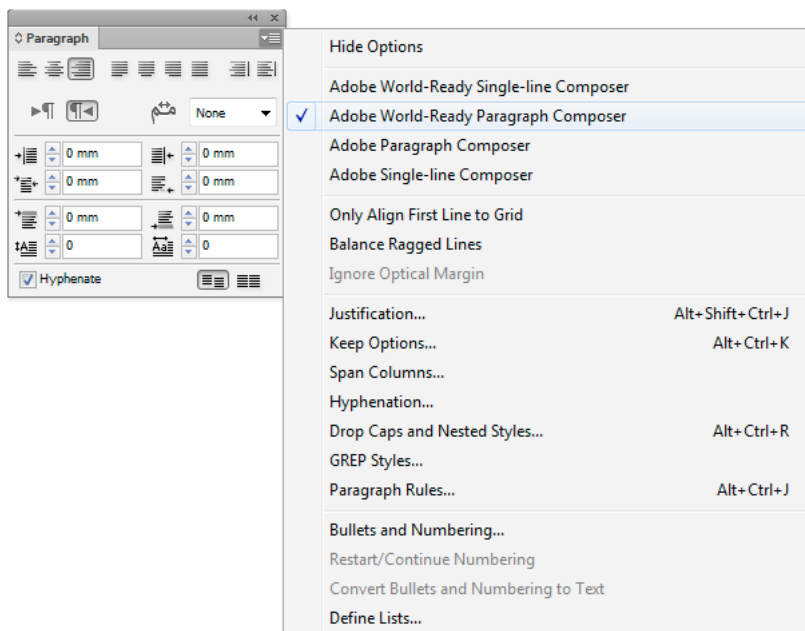 Paragraph
None
0 mm
0 mm
0 mm
0 mm
0 mm
0 mm
0
0
Hyphenate
Hide Options
Adobe World-Ready Single-line Composer
Adobe World-Ready Paragraph Composer
Adobe Paragraph Composer
Adobe Single-line Composer
Only Align First Line to Grid
Balance Ragged Lines
Ignore Optical Margin
Justification... Alt+Shift+Ctrl+J
Keep Options... Alt+Ctrl+K
Span Columns...
Hyphenation...
Drop Caps and Nested Styles... Alt+Ctrl+R
GREP Styles...
Paragraph Rules... Alt+Ctrl+J
Bullets and Numbering...
Restart/Continue Numbering
Convert Bullets and Numbering to Text
Define Lists...